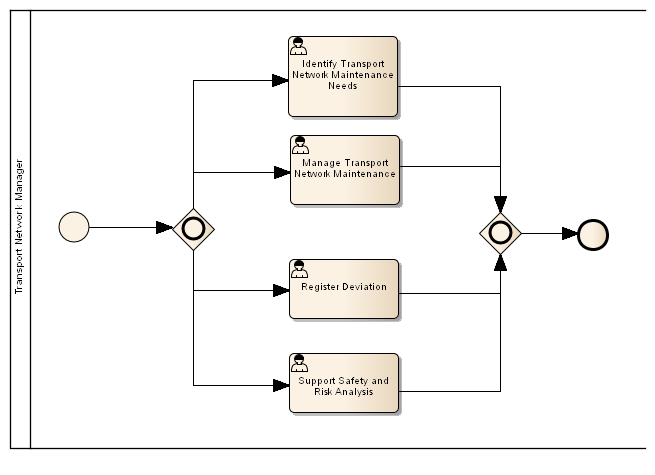 Transport Network Manager
Identify Transport
Network Maintenance
Needs
Manage Transport
Network Maintenance
Register Deviation
Support Safety and
Risk Analysis